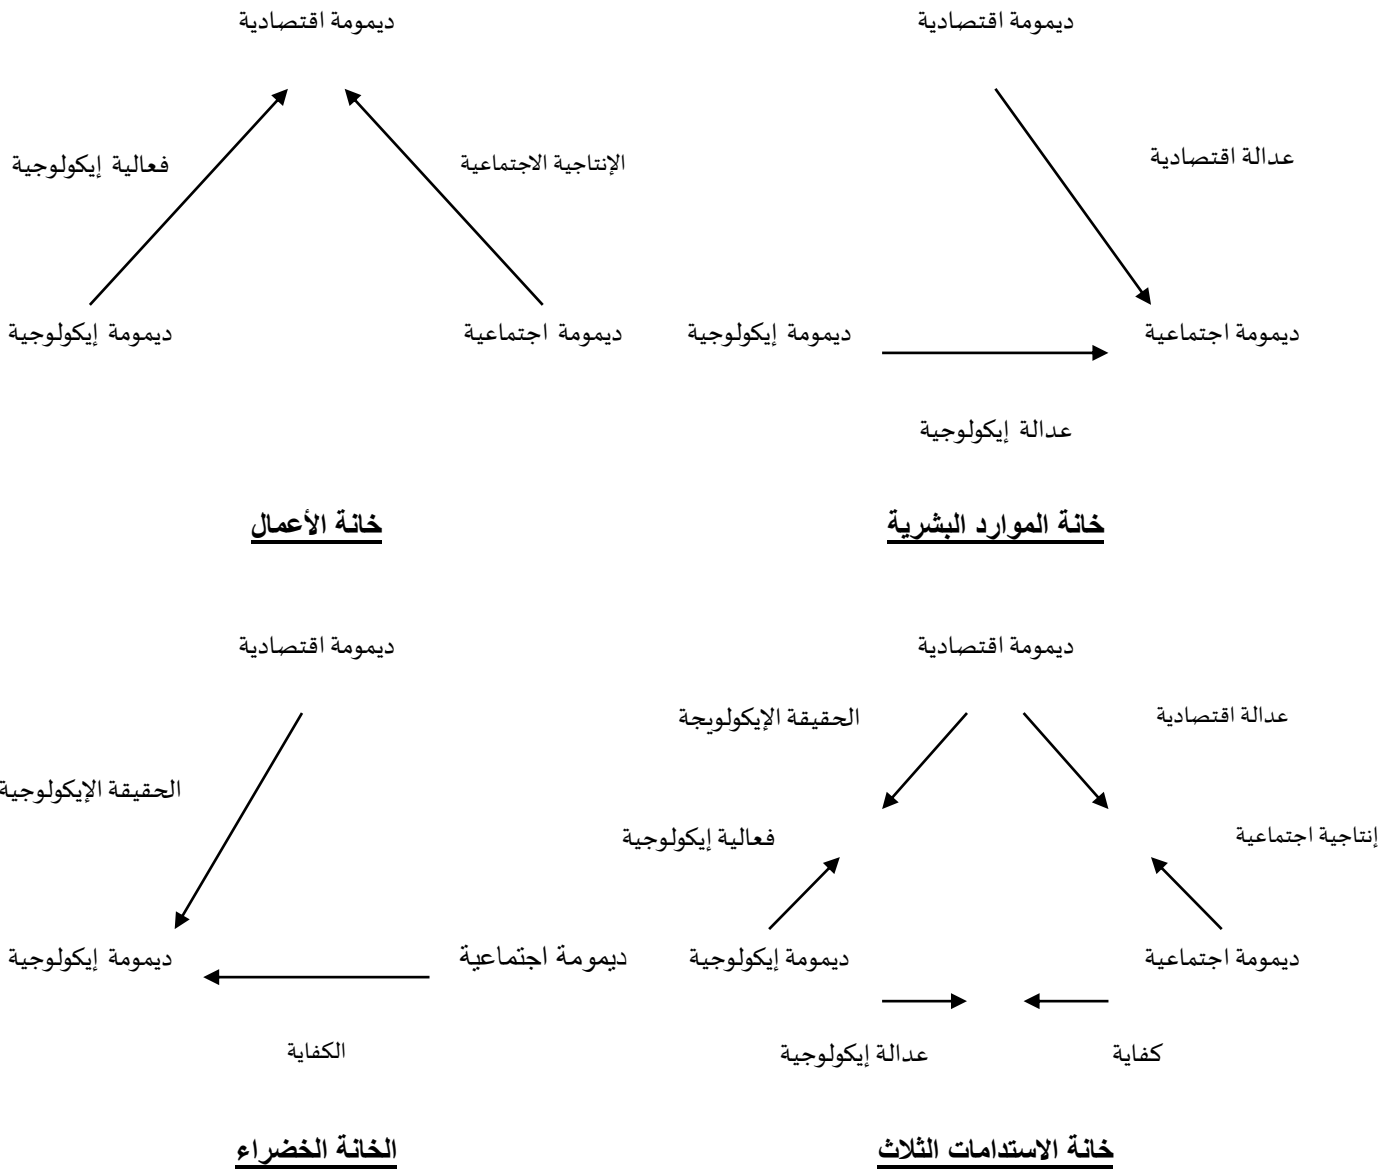 ديمومة اقتصادية
عدالة اقتصادية
ديمومة اجتماعية
ديمومة إيكولوجية
عدالة إيكولوجية
خانة الموارد البشرية
ديمومة اقتصادية
الإنتاجية الاجتماعية
فعالية إيكولوجية
ديمومة اجتماعية
ديمومة إيكولوجية
خانة الأعمال
ديمومة اقتصادية
عدالة اقتصادية
الحقيقة الإيكولويجة
إنتاجية اجتماعية
فعالية إيكولوجية
ديمومة اجتماعية
ديمومة إيكولوجية
كفاية
عدالة إيكولوجية
خانة الاستدامات الثلاث
ديمومة اقتصادية
الحقيقة الإيكولوجية
ديمومة اجتماعية
ديمومة إيكولوجية
الكفاية
الخانة الخضراء